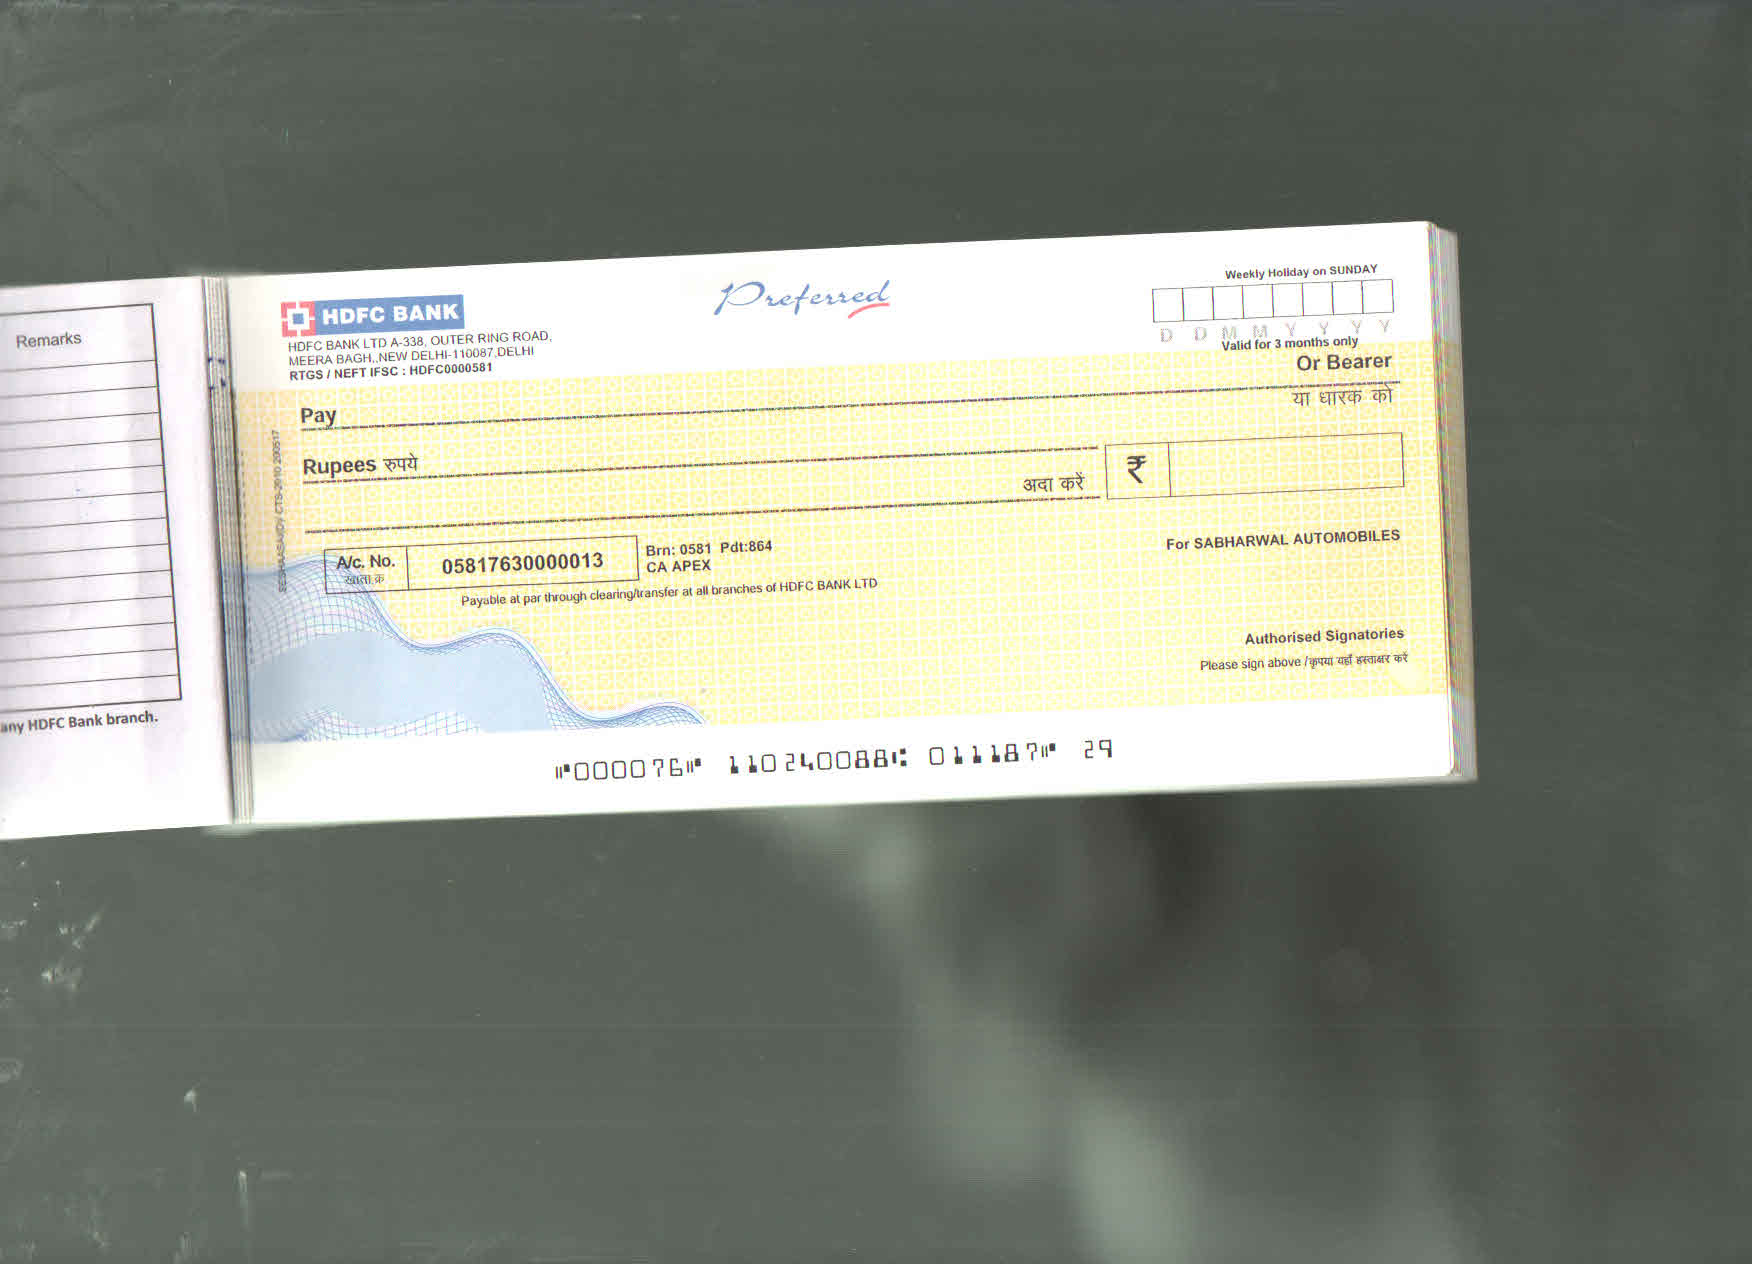 Remarks
any HDFC Bank branch.
HDFC BANK
Preferred
Weekly Holiday on SUNDAY
D D M M Y Y Y Y
Valid for 3 months only
HDFC BANK LTD A-338, OUTER RING ROAD,
MEERA BAGH,,NEW DELHI-110087,DELHI
RTGS / NEFT IFSC : HDFC0000581
Or Bearer
Pay
या धारक को
Rupees रुपये
अदा करें
₹
A/c. No.
खाता.क्र
05817630000013
Brn: 0581 Pdt:864
CA APEX
For SABHARWAL AUTOMOBILES
Payable at par through clearing/transfer at all branches of HDFC BANK LTD
Authorised Signatories
Please sign above /कृपया यहाँ हस्ताक्षर करें
CTS-2010
⑈000076⑈ 110240088⑆ 011187⑈ 29